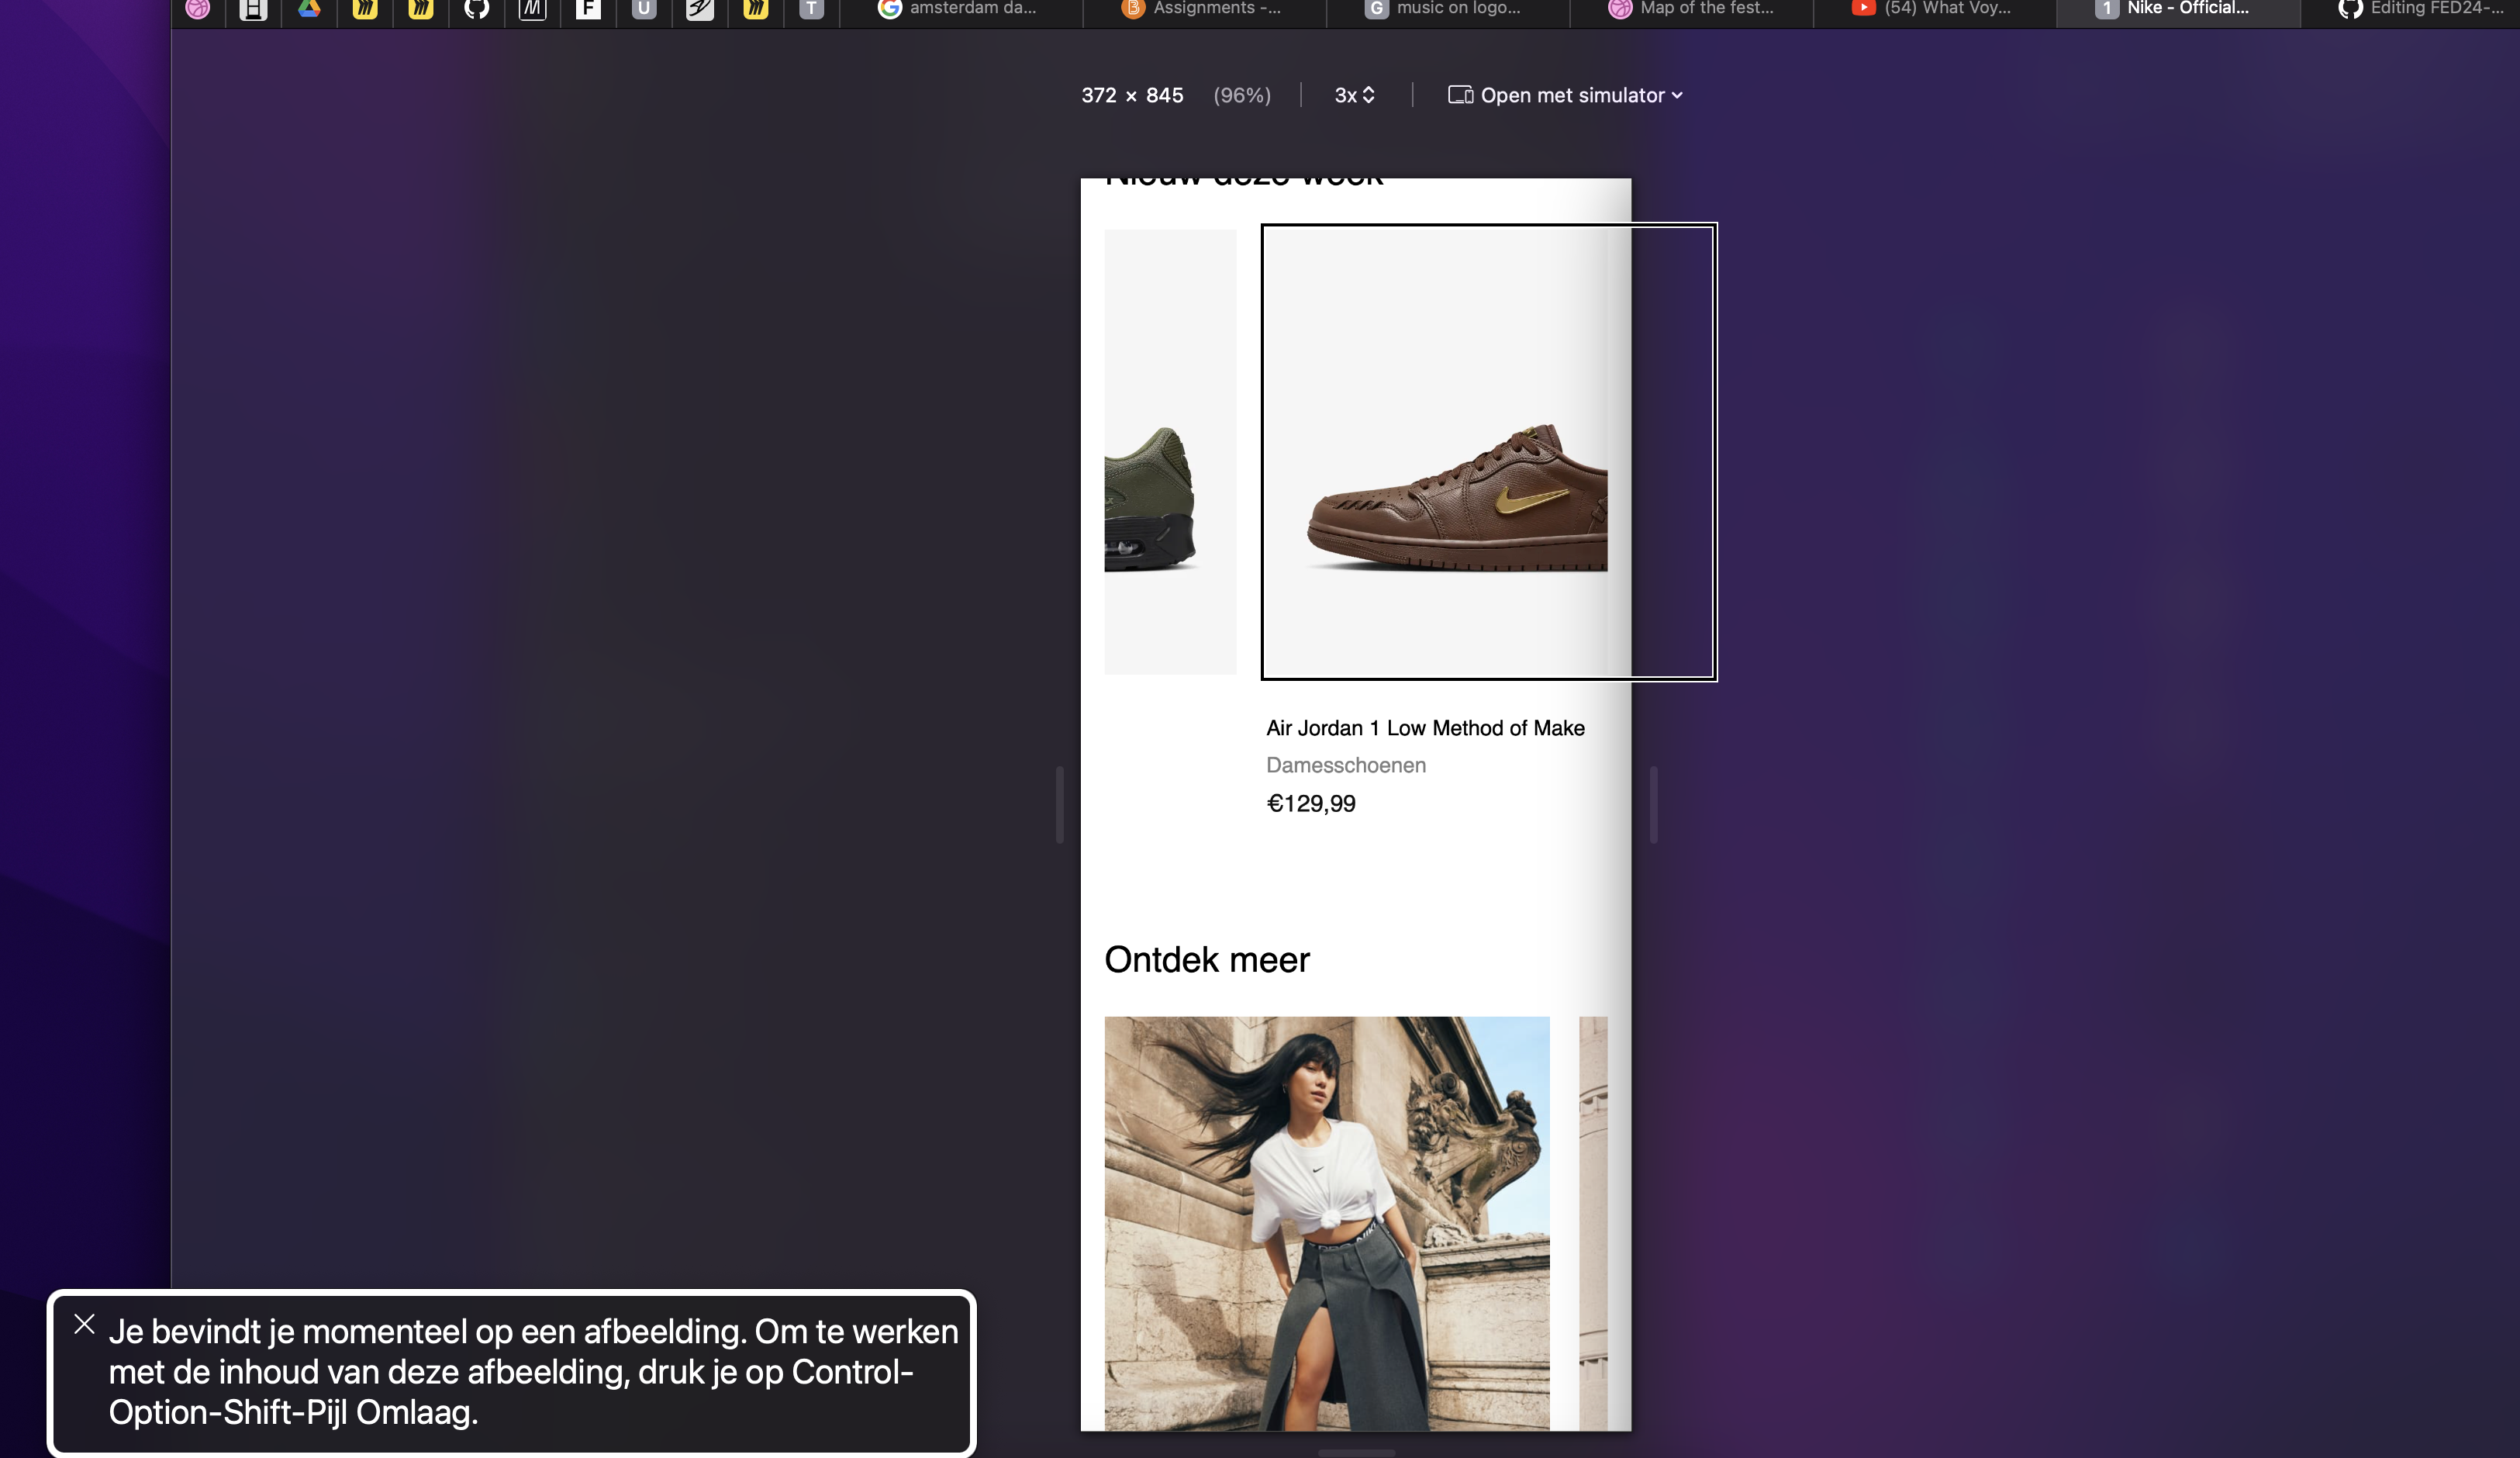 M
F
U
T
amsterdam da...
B
Assignments -...
G
music on logo...
Map of the fest...
(54) What Voy...
1
Nike - Official...
Editing FED24-...
372 × 845 (96%) 3x Open met simulator
Nieuw deze week
Air Jordan 1 Low Method of Make
Damesschoenen
€129,99
Ontdek meer
Je bevindt je momenteel op een afbeelding. Om te werken
met de inhoud van deze afbeelding, druk je op Control-
Option-Shift-Pijl Omlaag.